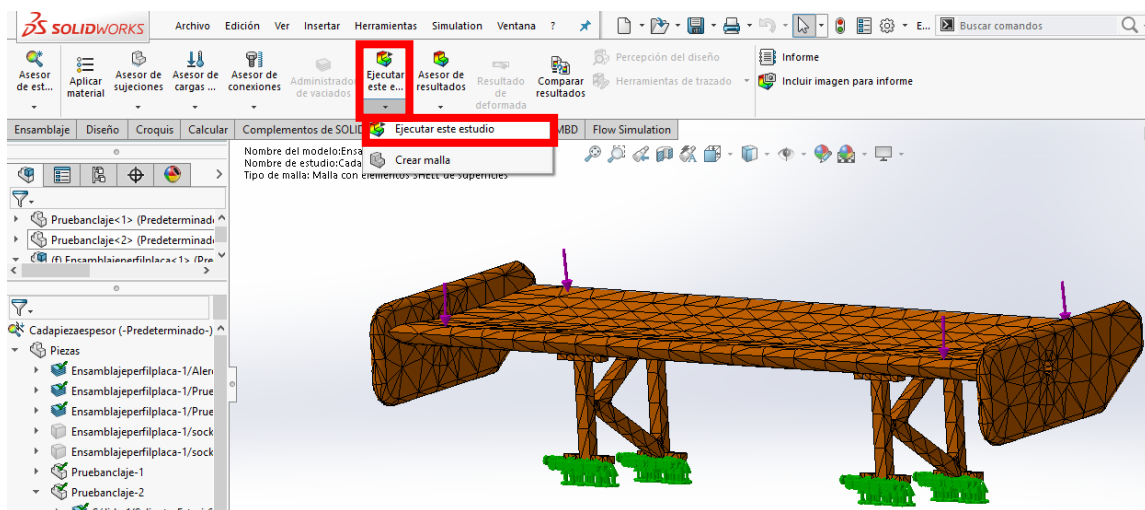 SOLIDWORKS Archivo Edición Ver Insertar Herramientas Simulation Ventana ? E... Buscar comandos
Asesor de est...
Aplicar material
Asesor de sujeciones
Asesor de cargas ...
Asesor de conexiones
Administrador de vaciados
Ejecutar este e...
Asesor de resultados
Resultado de deformada
Comparar resultados
Percepción del diseño
Herramientas de trazado
Informe
Incluir imagen para informe
Ensamblaje Diseño Croquis Calcular Complementos de SOLID MBD Flow Simulation
Ejecutar este estudio
Crear malla
Nombre del modelo:Ensa
Nombre de estudio:Cada
Tipo de malla: Malla con elementos SHELL de superficies
Pruebanclaje<1> (Predeterminad
Pruebanclaje<2> (Predeterminad
(f) Ensamblajeperfilplaca<1> (Pre
Cadapiezaespesor (-Predeterminado-)
Piezas
Ensamblajeperfilplaca-1/Aler
Ensamblajeperfilplaca-1/Prue
Ensamblajeperfilplaca-1/Prue
Ensamblajeperfilplaca-1/sock
Ensamblajeperfilplaca-1/sock
Pruebanclaje-1
Pruebanclaje-2